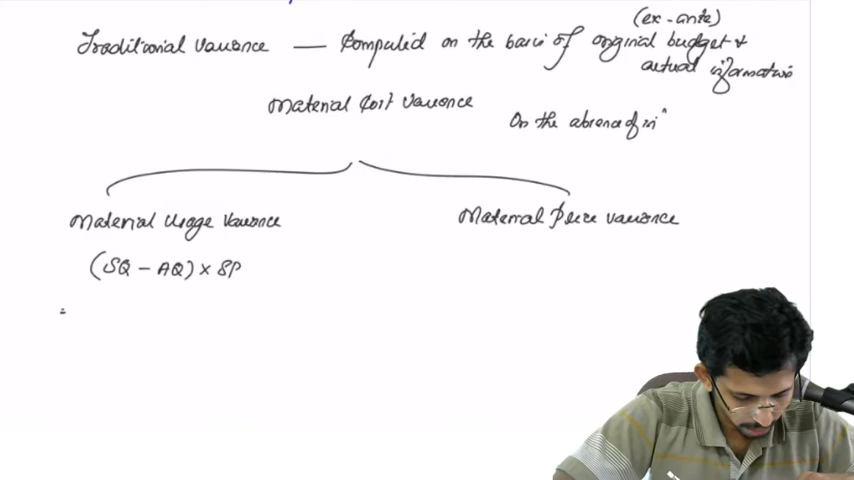 (ex-ante)
Traditional variance — Computed on the basis of original budget &
actual information
Material Cost Variance
On the absence of in^
Material Usage Variance
Material Price variance
(SQ - AQ) × SP
=